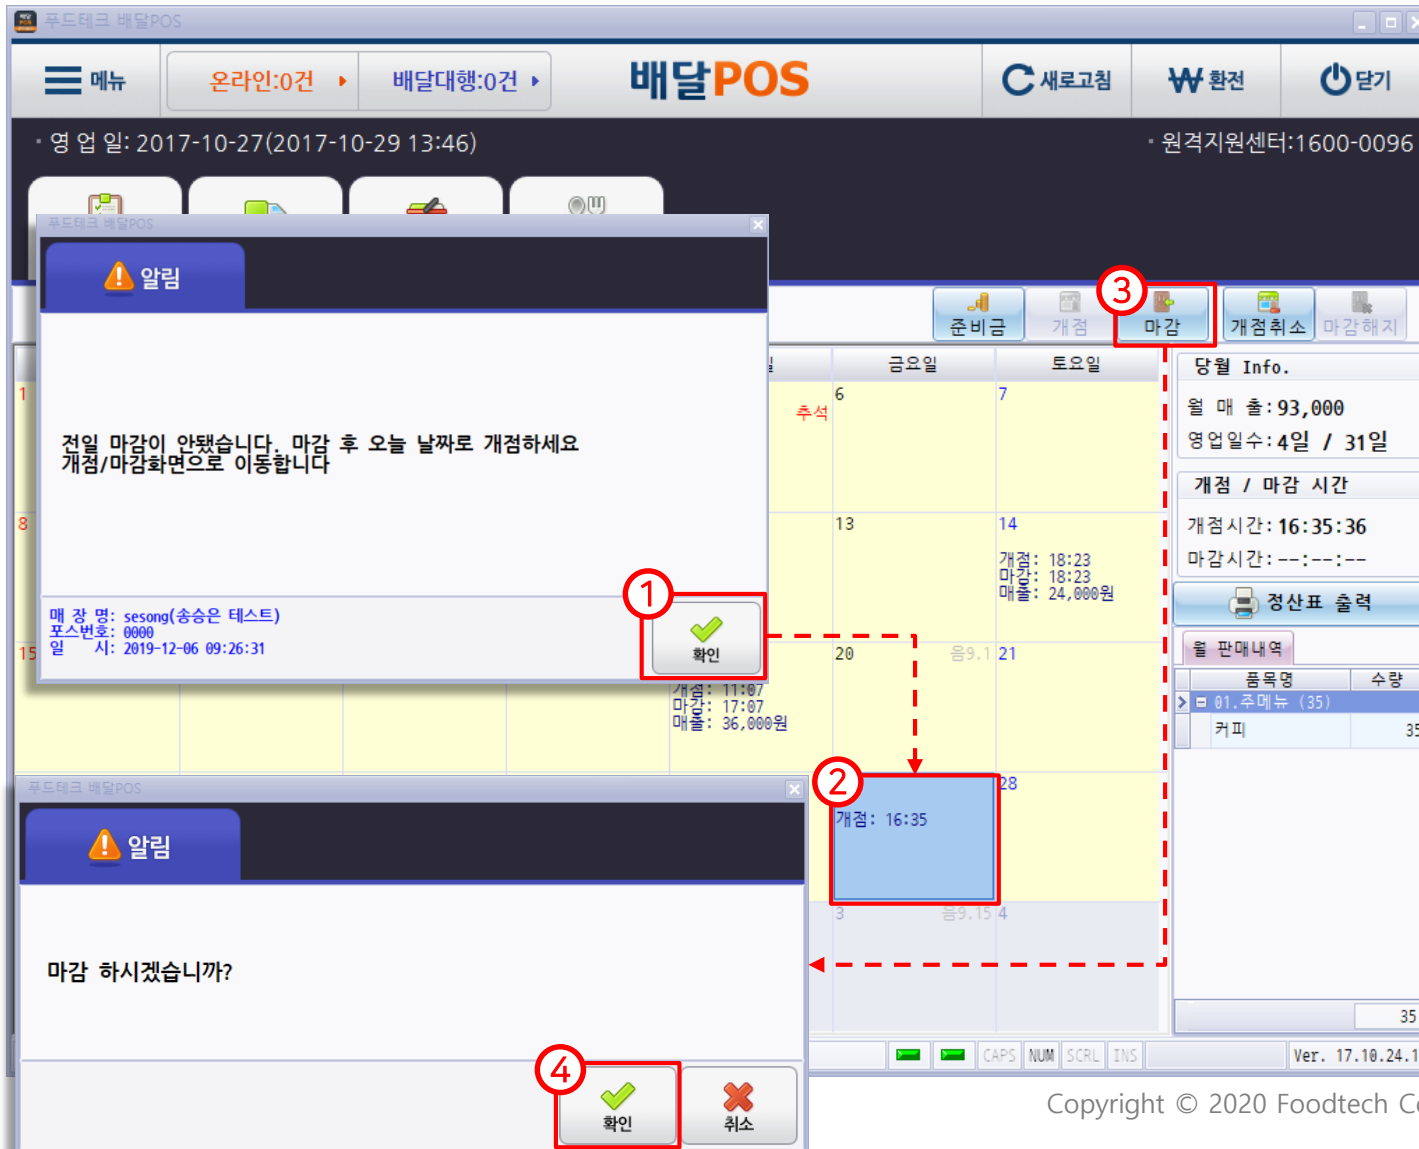 푸드테크 배달POS
메뉴
온라인:0건
배달대행:0건
배달POS
새로고침
환전
닫기
영 업 일: 2017-10-27(2017-10-29 13:46)
원격지원센터:1600-0096
푸드테크 배달POS
알림
전일 마감이 안됐습니다. 마감 후 오늘 날짜로 개점하세요
개점/마감화면으로 이동합니다
매 장 명: sesong(송승은 테스트)
포스번호: 0000
일 시: 2019-12-06 09:26:31
1
확인
준비금
개점
3
마감
개점취소
마감해지
금요일
토요일
1
추석
6
7
8
13
14
개점: 18:23
마감: 18:23
매출: 24,000원
15
20
음9.1
21
개점: 11:07
마감: 17:07
매출: 36,000원
2
개점: 16:35
28
3
음9.15
4
당월 Info.
월 매 출:93,000
영업일수:4일 / 31일
개점 / 마감 시간
개점시간:16:35:36
마감시간:--:--:--
정산표 출력
월 판매내역
품목명
수량
01.주메뉴 (35)
커피
35
35
푸드테크 배달POS
알림
마감 하시겠습니까?
4
확인
취소
CAPS
NUM
SCRL
INS
Ver. 17.10.24.1
Copyright © 2020 Foodtech Co